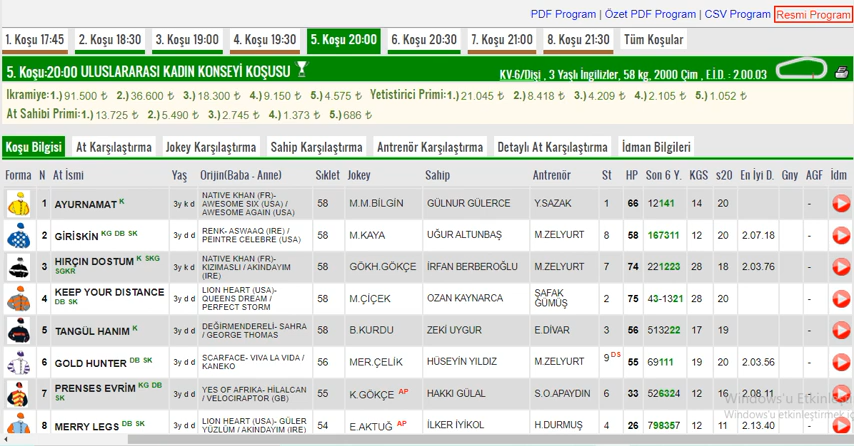 PDF Program | Özet PDF Program | CSV Program Resmi Program
1. Koşu 17:45 2. Koşu 18:30 3. Koşu 19:00 4. Koşu 19:30 5. Koşu 20:00 6. Koşu 20:30 7. Koşu 21:00 8. Koşu 21:30 Tüm Koşular
5. Koşu:20:00 ULUSLARARASI KADIN KONSEYİ KOŞUSU KV-6/Dişi , 3 Yaşlı İngilizler, 58 kg, 2000 Çim , E.İ.D. : 2.00.03
Ikramiye:1.) 91.500 ₺ 2.) 36.600 ₺ 3.) 18.300 ₺ 4.) 9.150 ₺ 5.) 4.575 ₺ Yetistirici Primi:1.) 21.045 ₺ 2.) 8.418 ₺ 3.) 4.209 ₺ 4.) 2.105 ₺ 5.) 1.052 ₺
At Sahibi Primi:1.) 13.725 ₺ 2.) 5.490 ₺ 3.) 2.745 ₺ 4.) 1.373 ₺ 5.) 686 ₺
Koşu Bilgisi At Karşılaştırma Jokey Karşılaştırma Sahip Karşılaştırma Antrenör Karşılaştırma Detaylı At Karşılaştırma İdman Bilgileri
Forma N At İsmi Yaş Orijin(Baba - Anne) Sıklet Jokey Sahip Antrenör St HP Son 6 Y. KGS s20 En İyi D. Gny AGF İdm
NATIVE KHAN (FR)-
1 AYURNAMAT K 3y k d AWESOME SIX (USA) / 58 M.M.BİLGİN GÜLNUR GÜLERCE Y.SAZAK 1 66 12141 14 20 -
AWESOME AGAIN (USA)
2 GİRİSKİN KG DB SK 3y d d RENK- ASWAAQ (IRE) / 58 M.KAYA UĞUR ALTUNBAŞ M.ZELYURT 8 58 167311 12 20 2.07.18 -
PEINTRE CELEBRE (USA)
HIRÇIN DOSTUM K SKG NATIVE KHAN (FR)-
3 SGKR 3y k d KIZIMASLI / AKINDAYIM 58 GÖKH.GÖKÇE İRFAN BERBEROĞLU M.ZELYURT 7 74 221223 28 18 2.03.76 -
(IRE)
KEEP YOUR DISTANCE LION HEART (USA)- ŞAFAK
4 DB SK 3y d d QUEENS DREAM / 58 M.ÇİÇEK OZAN KAYNARCA GÜMÜŞ 2 75 43-1321 28 20 -
PERFECT STORM
5 TANGÜL HANIM K 3y d d DEĞİRMENDERELİ- SAHRA 58 B.KURDU ZEKİ UYGUR E.DİVAR 3 56 513222 17 19 -
/ GEORGE THOMAS
6 GOLD HUNTER DB SK 3y d d SCARFACE- VIVA LA VIDA / 56 MER.ÇELİK HÜSEYİN YILDIZ M.ZELYURT 9 DS 55 69111 19 20 2.03.56 -
KANEKO
7 PRENSES EVRİM KG DB SK 3y d d YES OF AFRIKA- HİLALCAN 55 K.GÖKÇE AP HAKKI GÜLAL S.O.APAYDIN 6 33 526324 12 16 2.08.11 -
/ VELOCIRAPTOR (GB)
8 MERRY LEGS DB SK 3y d d LION HEART (USA)- GÜLER 54 E.AKTUĞ AP İLKER İYİKOL H.DURMUŞ 4 26 798357 12 11 2.13.40 -
YÜZLÜM / AKINDAYIM (IRE)
Windows'u Etkinleştir
Windows'u etkinleştirmek